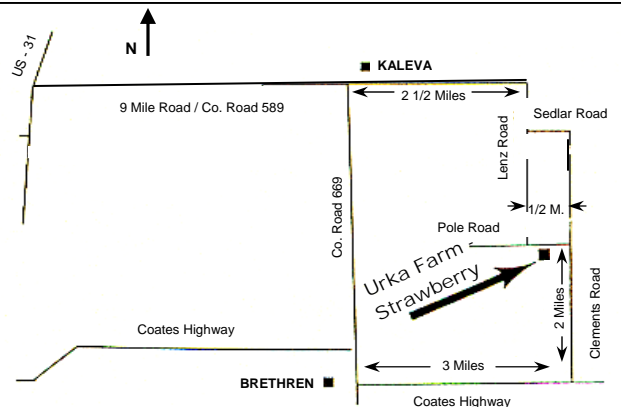 US - 31
N
KALEVA
9 Mile Road / Co. Road 589
2 1/2 Miles
Sedlar Road
Lenz Road
Co. Road 669
1/2 M.
Pole Road
Urka Farm -
Strawberry
2 Miles
Clements Road
Coates Highway
3 Miles
BRETHREN
Coates Highway